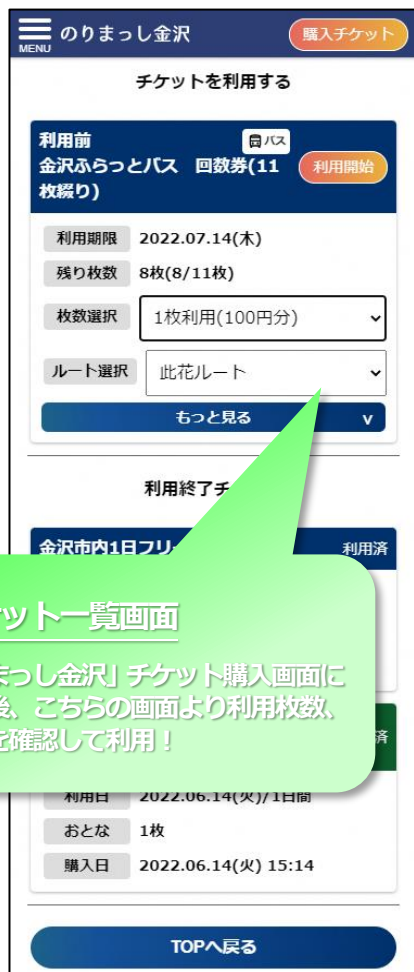 MENU
のりまっし金沢
購入チケット
チケットを利用する
利用前
バス
金沢ふらっとバス 回数券(11
枚綴り)
利用開始
利用期限 2022.07.14(木)
残り枚数 8枚(8/11枚)
枚数選択 1枚利用(100円分)
ルート選択 此花ルート
もっと見る
利用終了チ
金沢市内1日フリ
利用済
ケット一覧画面
まっし金沢」チケット購入画面に
後、こちらの画面より利用枚数、
を確認して利用！
済
利用日 2022.06.14(火)/1日間
おとな 1枚
購入日 2022.06.14(火) 15:14
TOPへ戻る